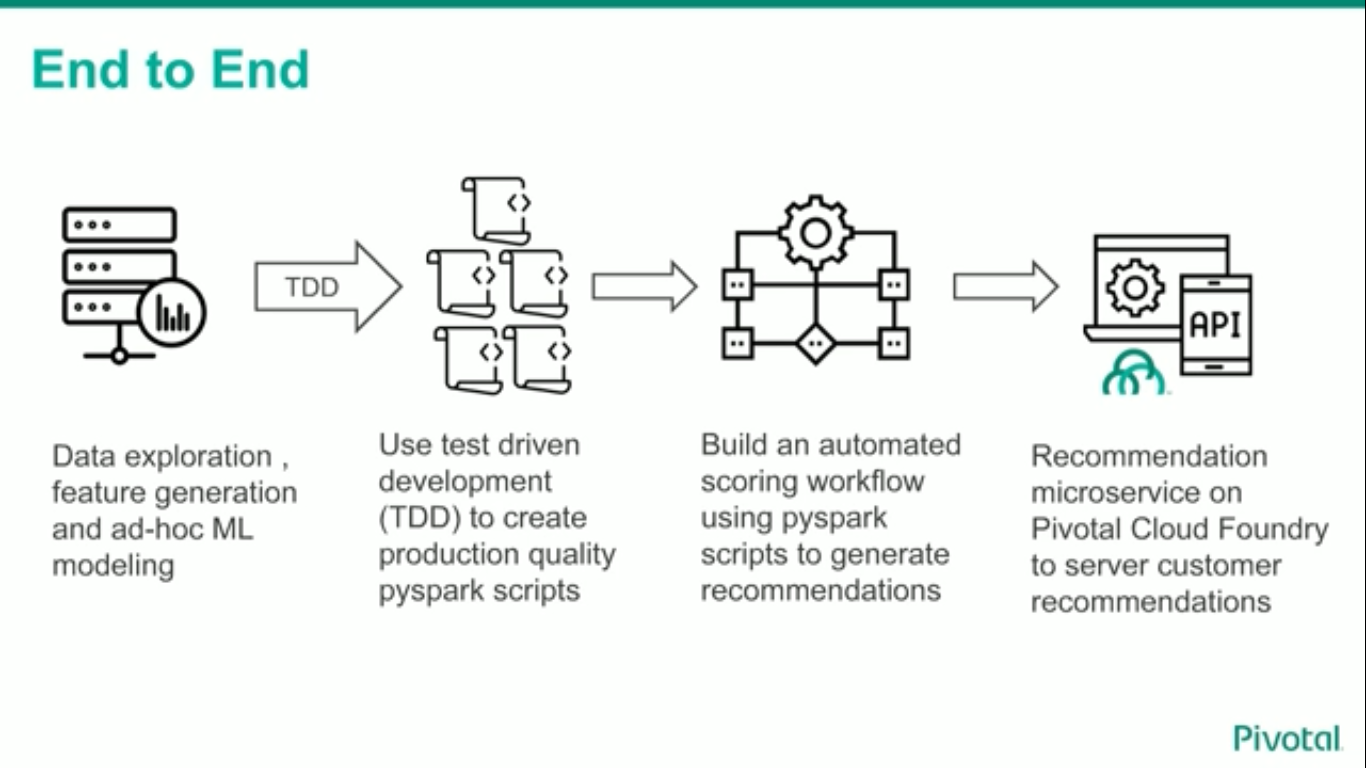 End to End
TDD
API
Data exploration ,
feature generation
and ad-hoc ML
modeling
Use test driven
development
(TDD) to create
production quality
pyspark scripts
Build an automated
scoring workflow
using pyspark
scripts to generate
recommendations
Recommendation
microservice on
Pivotal Cloud Foundry
to server customer
recommendations
Pivotal